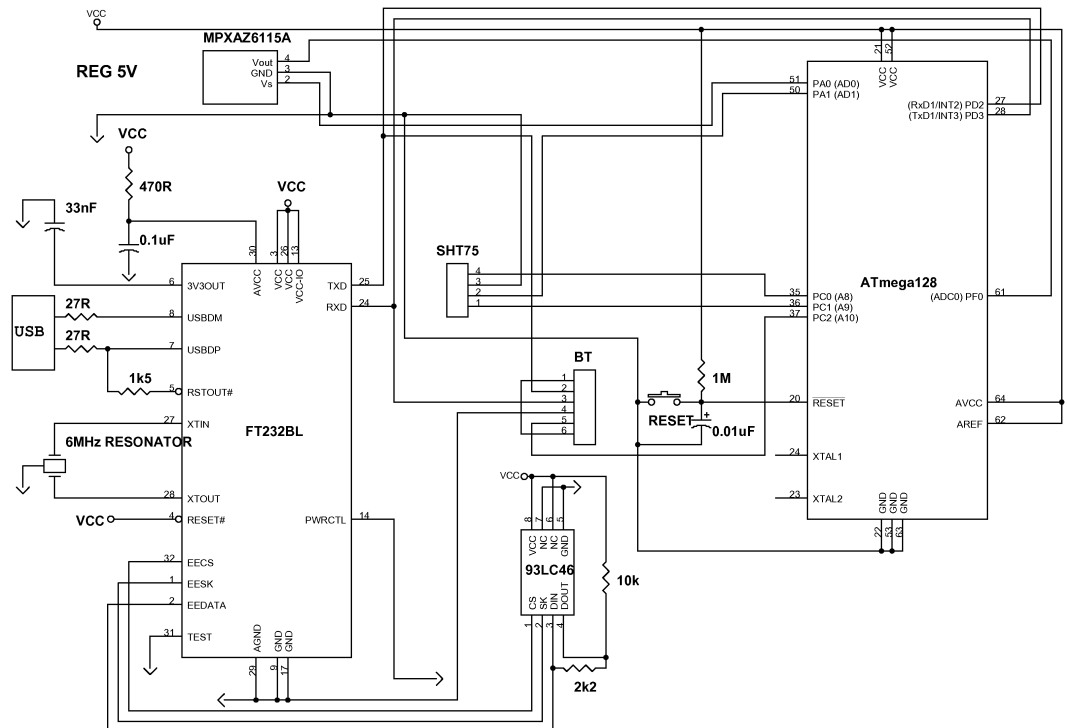 VCC
MPXAZ6115A
REG 5V
Vout 4
GND 3
Vs 2
VCC
470R
33nF
0.1uF
VCC
30
3
26
13
AVCC
VCC
VCC
VCC-IO
6 3V3OUT
TXD 25
RXD 24
USB
27R
8 USBDM
27R
7 USBDP
1k5
5 RSTOUT#
27 XTIN
FT232BL
6MHz RESONATOR
28 XTOUT
VCC
4 RESET#
PWRCTL 14
32 EECS
1 EESK
2 EEDATA
31 TEST
AGND
GND
GND
29
9
17
SHT75
4
3
2
1
BT
1
2
3
4
5
6
RESET
1M
+
0.01uF
VCC
8
7
6
5
VCC
NC
NC
GND
93LC46
CS
SK
DIN
DOUT
1
2
3
4
10k
2k2
21
52
VCC
VCC
51 PA0 (AD0)
50 PA1 (AD1)
(RxD1/INT2) PD2 27
(TxD1/INT3) PD3 28
ATmega128
35 PC0 (A8)
36 PC1 (A9)
37 PC2 (A10)
(ADC0) PF0 61
20 RESET
AVCC 64
AREF 62
24 XTAL1
23 XTAL2
GND
GND
GND
22
53
63